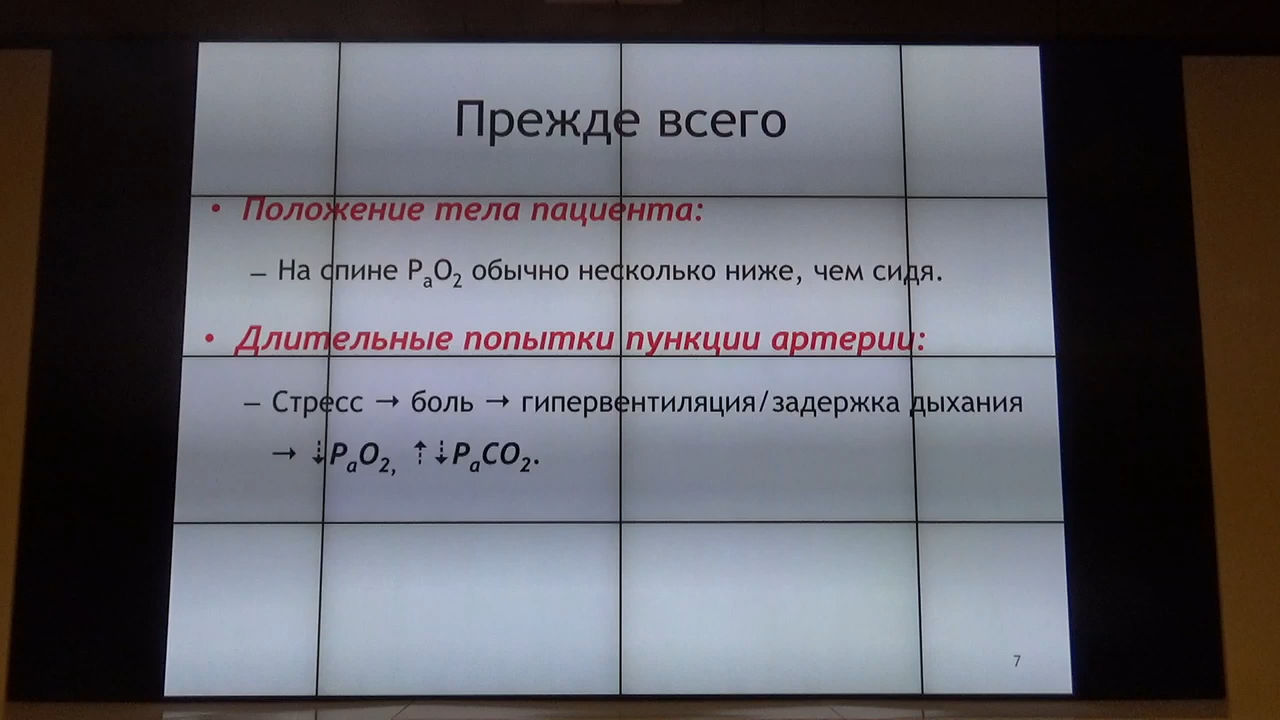 Прежде всего
• Положение тела пациента:
– На спине PaO2 обычно несколько ниже, чем сидя.
• Длительные попытки пункции артерии:
– Стресс → боль → гипервентиляция/задержка дыхания
→ ⇣PaO2, ⇡⇣PaCO2.
7